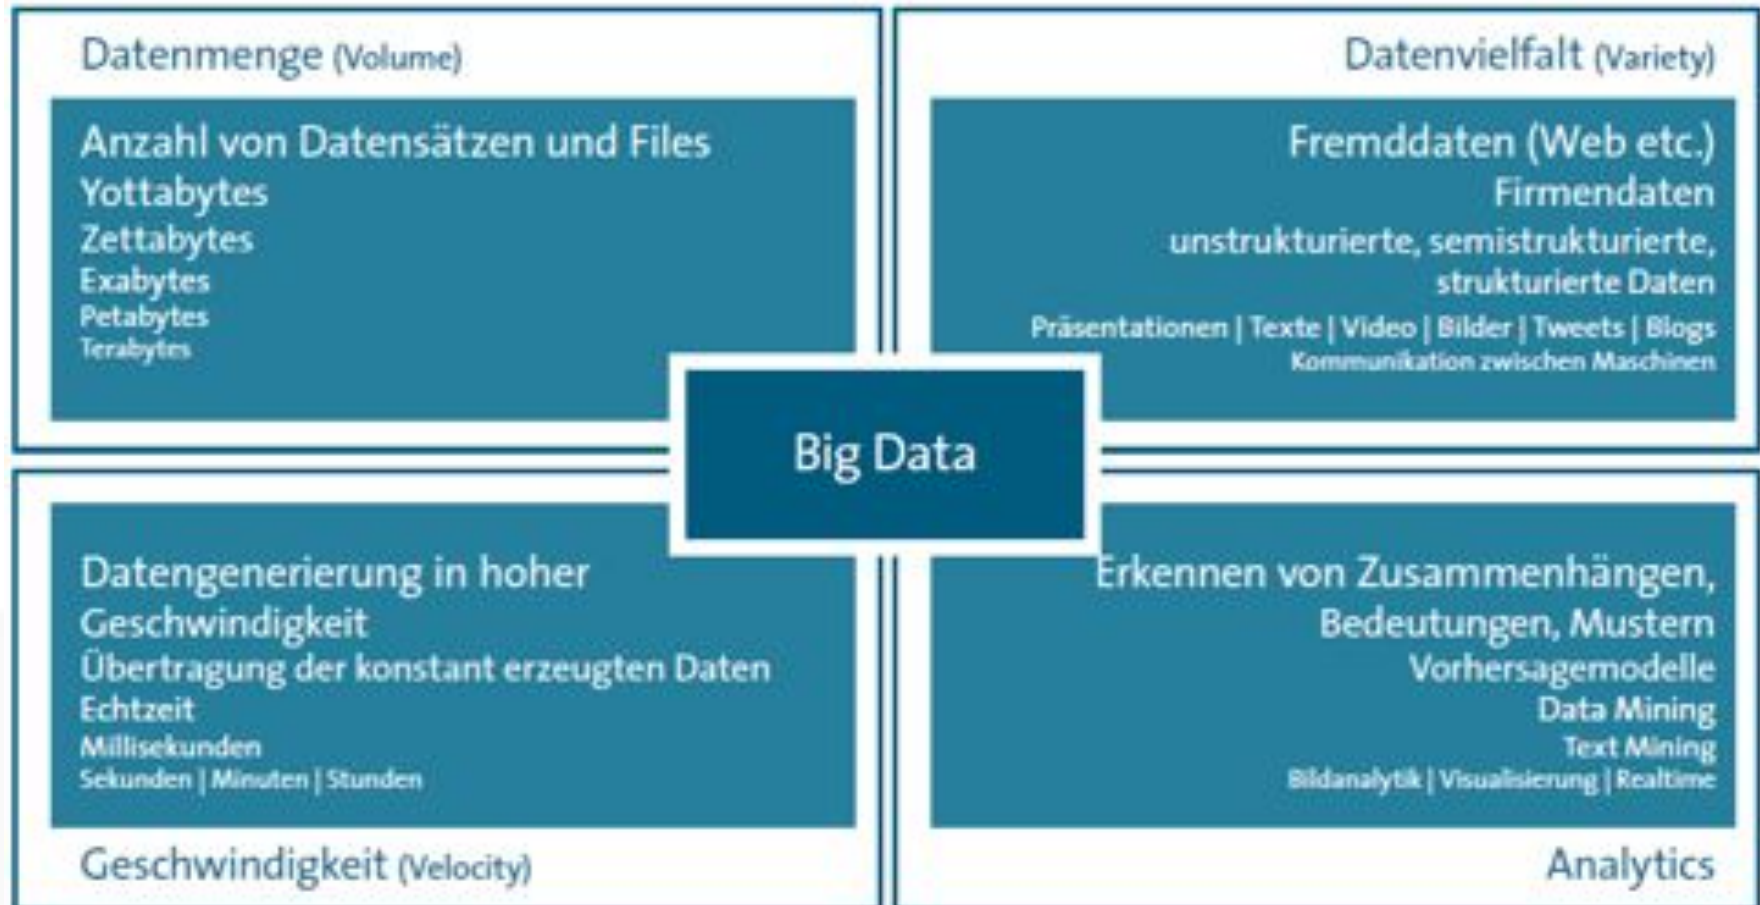 Datenmenge (Volume)
Anzahl von Datensätzen und Files
Yottabytes
Zettabytes
Exabytes
Petabytes
Terabytes
Datenvielfalt (Variety)
Fremddaten (Web etc.)
Firmendaten
unstrukturierte, semistrukturierte,
strukturierte Daten
Präsentationen | Texte | Video | Bilder | Tweets | Blogs
Kommunikation zwischen Maschinen
Big Data
Datengenerierung in hoher
Geschwindigkeit
Übertragung der konstant erzeugten Daten
Echtzeit
Millisekunden
Sekunden | Minuten | Stunden
Geschwindigkeit (Velocity)
Erkennen von Zusammenhängen,
Bedeutungen, Mustern
Vorhersagemodelle
Data Mining
Text Mining
Bildanalytik | Visualisierung | Realtime
Analytics